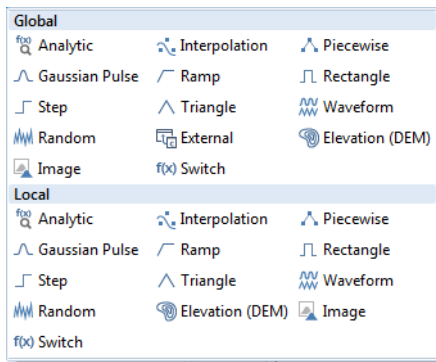 Global
Analytic Interpolation Piecewise
Gaussian Pulse Ramp Rectangle
Step Triangle Waveform
Random External Elevation (DEM)
Image f(x) Switch
Local
Analytic Interpolation Piecewise
Gaussian Pulse Ramp Rectangle
Step Triangle Waveform
Random Elevation (DEM) Image
f(x) Switch